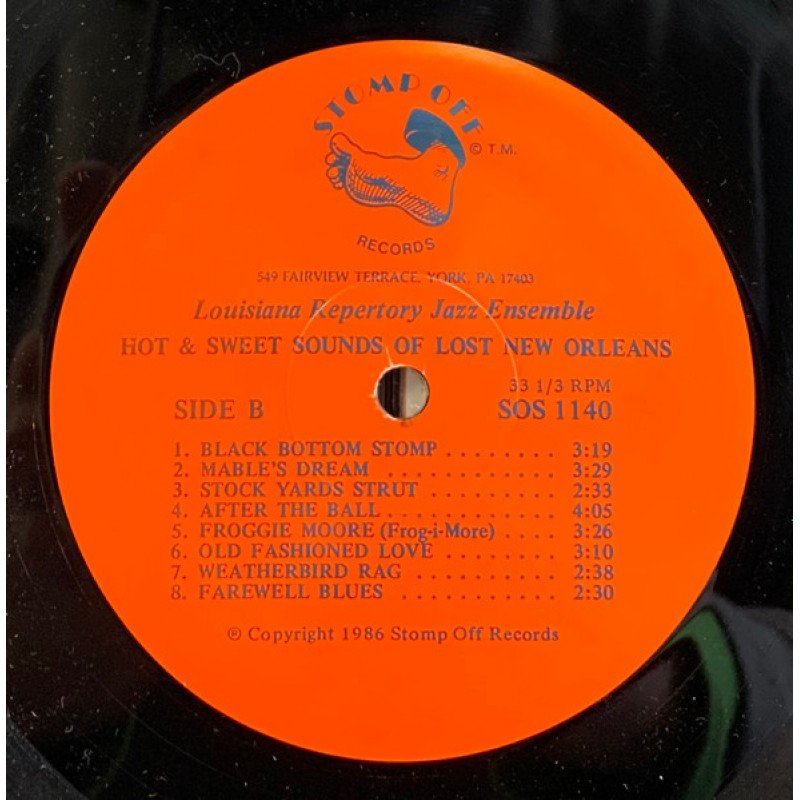 STOMP OFF
© T.M.
RECORDS
549 FAIRVIEW TERRACE, YORK, PA 17403
Louisiana Repertory Jazz Ensemble
HOT & SWEET SOUNDS OF LOST NEW ORLEANS
33 1/3 RPM
SIDE B SOS 1140
1. BLACK BOTTOM STOMP ........ 3:19
2. MABLE'S DREAM ............ 3:29
3. STOCK YARDS STRUT ......... 2:33
4. AFTER THE BALL ............ 4:05
5. FROGGIE MOORE (Frog-i-More) .... 3:26
6. OLD FASHIONED LOVE ........ 3:10
7. WEATHERBIRD RAG .......... 2:38
8. FAREWELL BLUES ........... 2:30
℗ Copyright 1986 Stomp Off Records